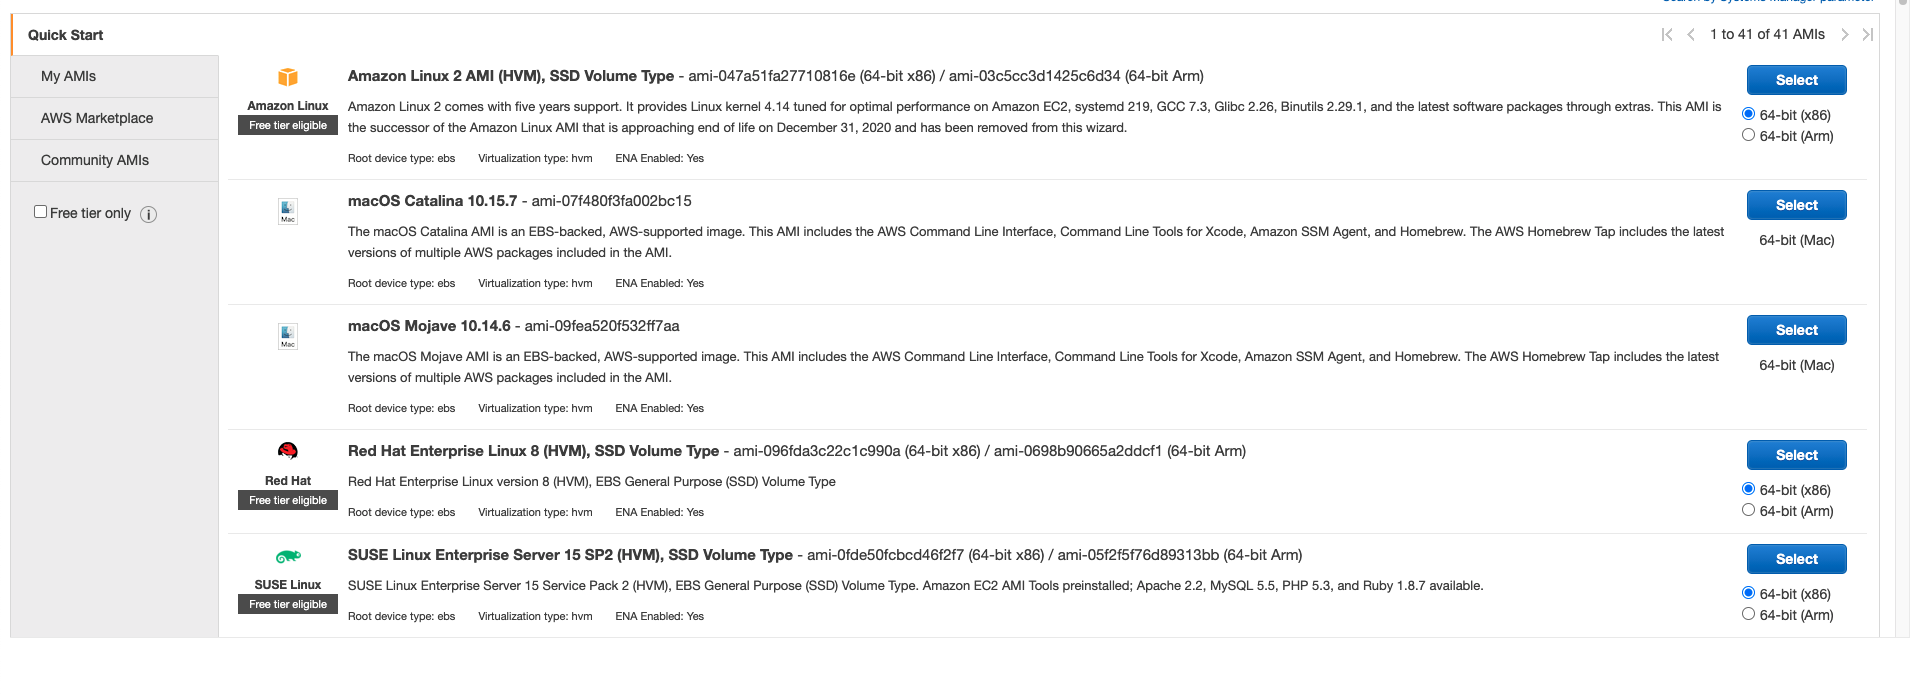 Search by Systems Manager parameter
Quick Start
1 to 41 of 41 AMIs
My AMIs
AWS Marketplace
Community AMIs
Free tier only
Amazon Linux
Free tier eligible
Amazon Linux 2 AMI (HVM), SSD Volume Type - ami-047a51fa27710816e (64-bit x86) / ami-03c5cc3d1425c6d34 (64-bit Arm)
Amazon Linux 2 comes with five years support. It provides Linux kernel 4.14 tuned for optimal performance on Amazon EC2, systemd 219, GCC 7.3, Glibc 2.26, Binutils 2.29.1, and the latest software packages through extras. This AMI is
the successor of the Amazon Linux AMI that is approaching end of life on December 31, 2020 and has been removed from this wizard.
Root device type: ebs Virtualization type: hvm ENA Enabled: Yes
Select
64-bit (x86)
64-bit (Arm)
Mac
macOS Catalina 10.15.7 - ami-07f480f3fa002bc15
The macOS Catalina AMI is an EBS-backed, AWS-supported image. This AMI includes the AWS Command Line Interface, Command Line Tools for Xcode, Amazon SSM Agent, and Homebrew. The AWS Homebrew Tap includes the latest
versions of multiple AWS packages included in the AMI.
Root device type: ebs Virtualization type: hvm ENA Enabled: Yes
Select
64-bit (Mac)
Mac
macOS Mojave 10.14.6 - ami-09fea520f532ff7aa
The macOS Mojave AMI is an EBS-backed, AWS-supported image. This AMI includes the AWS Command Line Interface, Command Line Tools for Xcode, Amazon SSM Agent, and Homebrew. The AWS Homebrew Tap includes the latest
versions of multiple AWS packages included in the AMI.
Root device type: ebs Virtualization type: hvm ENA Enabled: Yes
Select
64-bit (Mac)
Red Hat
Free tier eligible
Red Hat Enterprise Linux 8 (HVM), SSD Volume Type - ami-096fda3c22c1c990a (64-bit x86) / ami-0698b90665a2ddcf1 (64-bit Arm)
Red Hat Enterprise Linux version 8 (HVM), EBS General Purpose (SSD) Volume Type
Root device type: ebs Virtualization type: hvm ENA Enabled: Yes
Select
64-bit (x86)
64-bit (Arm)
SUSE Linux
Free tier eligible
SUSE Linux Enterprise Server 15 SP2 (HVM), SSD Volume Type - ami-0fde50fcbcd46f2f7 (64-bit x86) / ami-05f2f5f76d89313bb (64-bit Arm)
SUSE Linux Enterprise Server 15 Service Pack 2 (HVM), EBS General Purpose (SSD) Volume Type. Amazon EC2 AMI Tools preinstalled; Apache 2.2, MySQL 5.5, PHP 5.3, and Ruby 1.8.7 available.
Root device type: ebs Virtualization type: hvm ENA Enabled: Yes
Select
64-bit (x86)
64-bit (Arm)